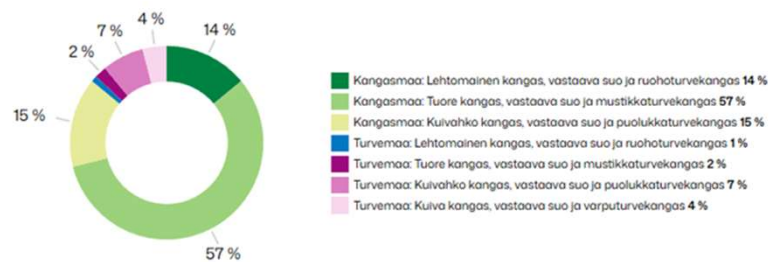 4 %
7 %
14 %
2 %
15 %
57 %
Kangasmaa: Lehtomainen kangas, vastaava suo ja ruohoturvekangas 14 %
Kangasmaa: Tuore kangas, vastaava suo ja mustikkaturvekangas 57 %
Kangasmaa: Kuivahko kangas, vastaava suo ja puolukkaturvekangas 15 %
Turvemaa: Lehtomainen kangas, vastaava suo ja ruohoturvekangas 1 %
Turvemaa: Tuore kangas, vastaava suo ja mustikkaturvekangas 2 %
Turvemaa: Kuivahko kangas, vastaava suo ja puolukkaturvekangas 7 %
Turvemaa: Kuiva kangas, vastaava suo ja varputurvekangas 4 %